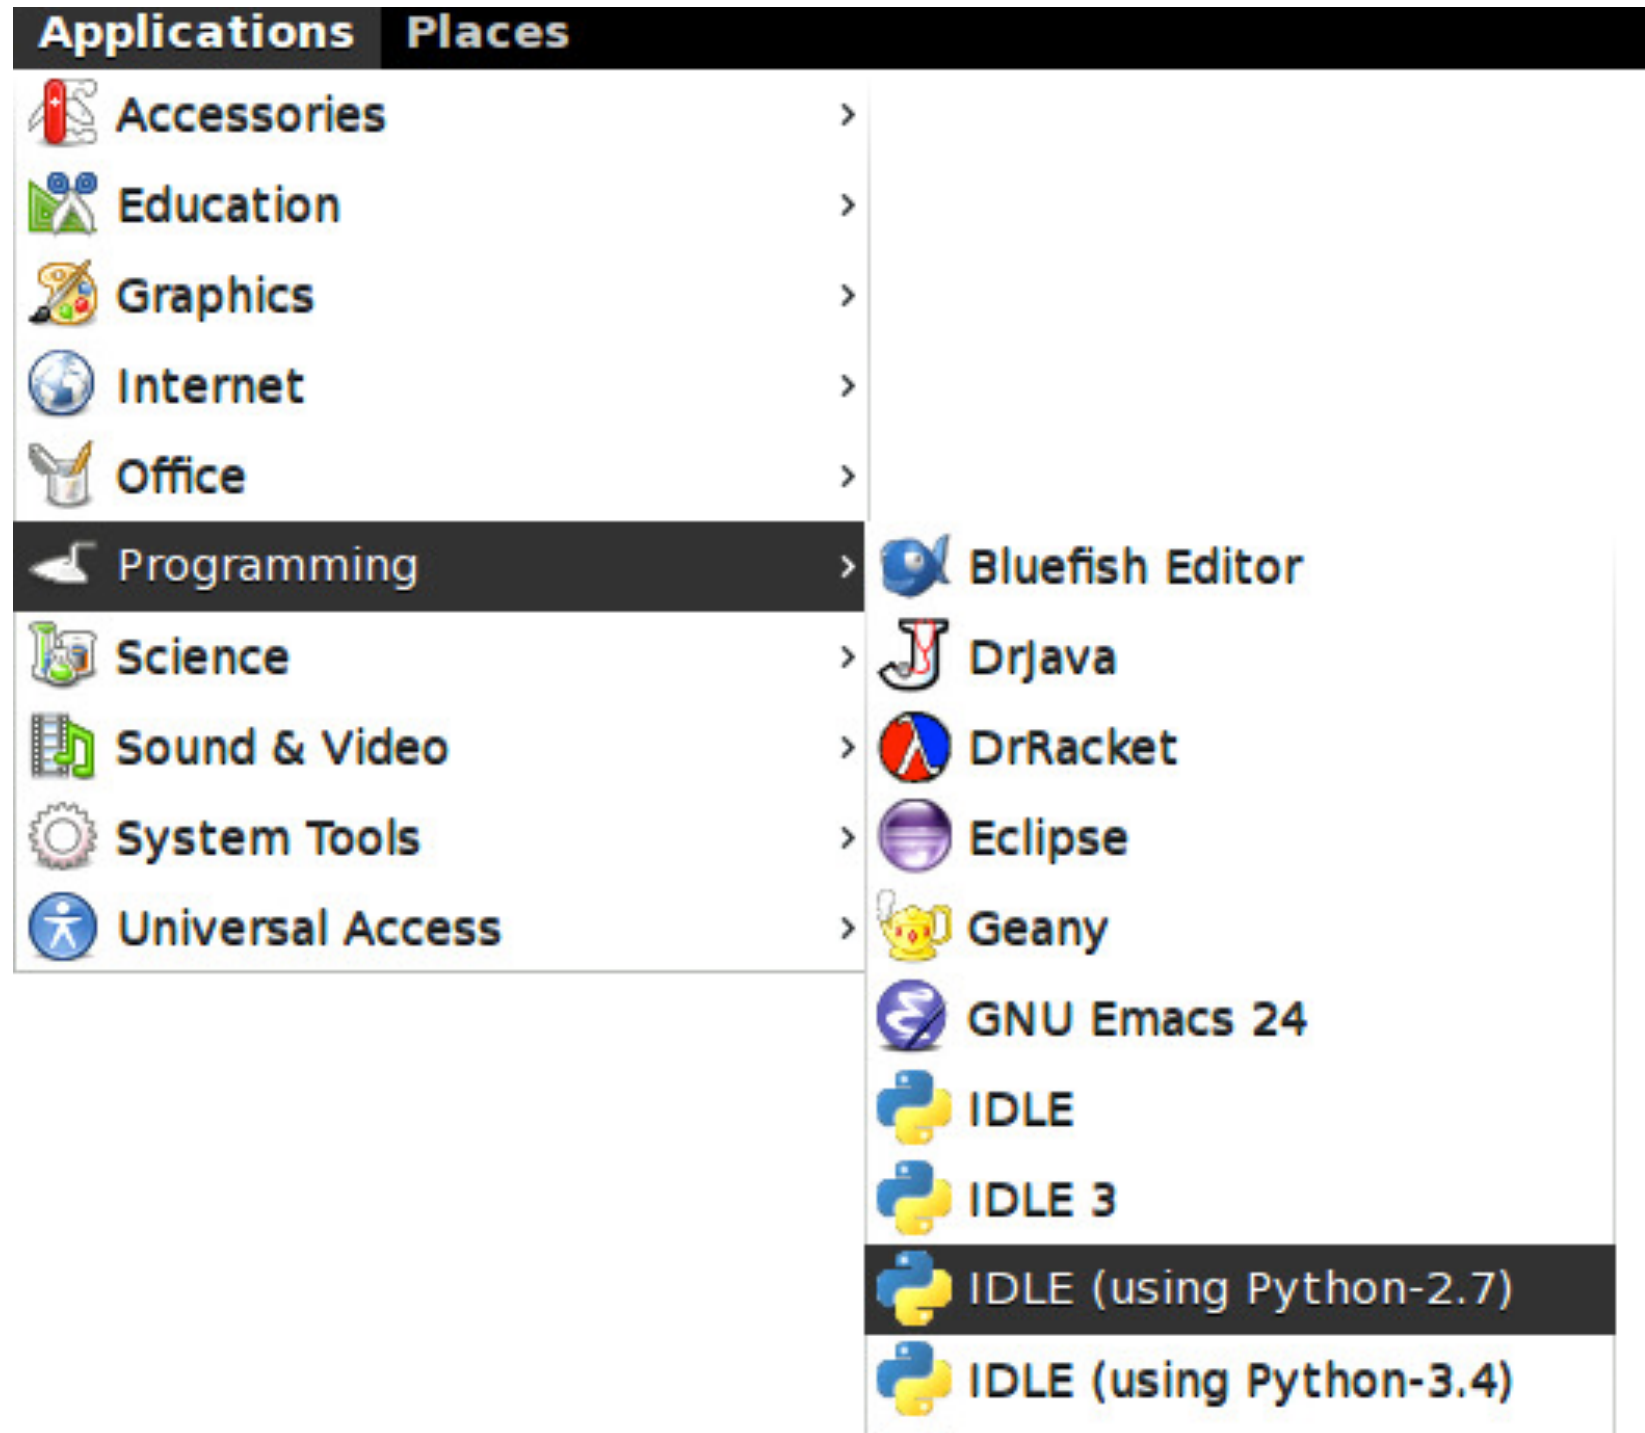 Applications Places
Accessories
Education
Graphics
Internet
Office
Programming
Science
Sound & Video
System Tools
Universal Access
Bluefish Editor
DrJava
DrRacket
Eclipse
Geany
GNU Emacs 24
IDLE
IDLE 3
IDLE (using Python-2.7)
IDLE (using Python-3.4)